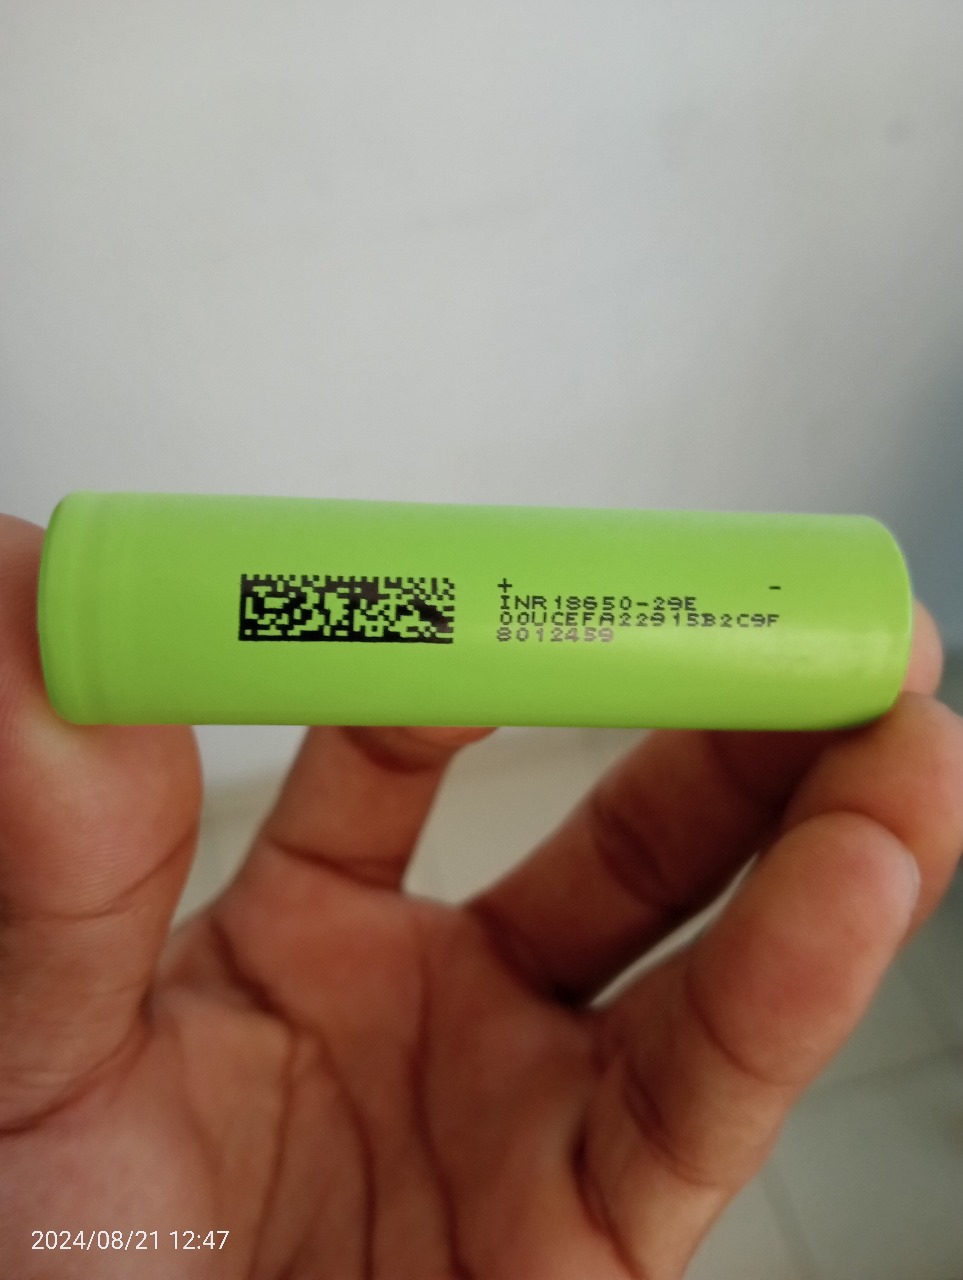 + -
INR18650-29E
00UCEFA22915B2C9F
8012459
2024/08/21 12:47